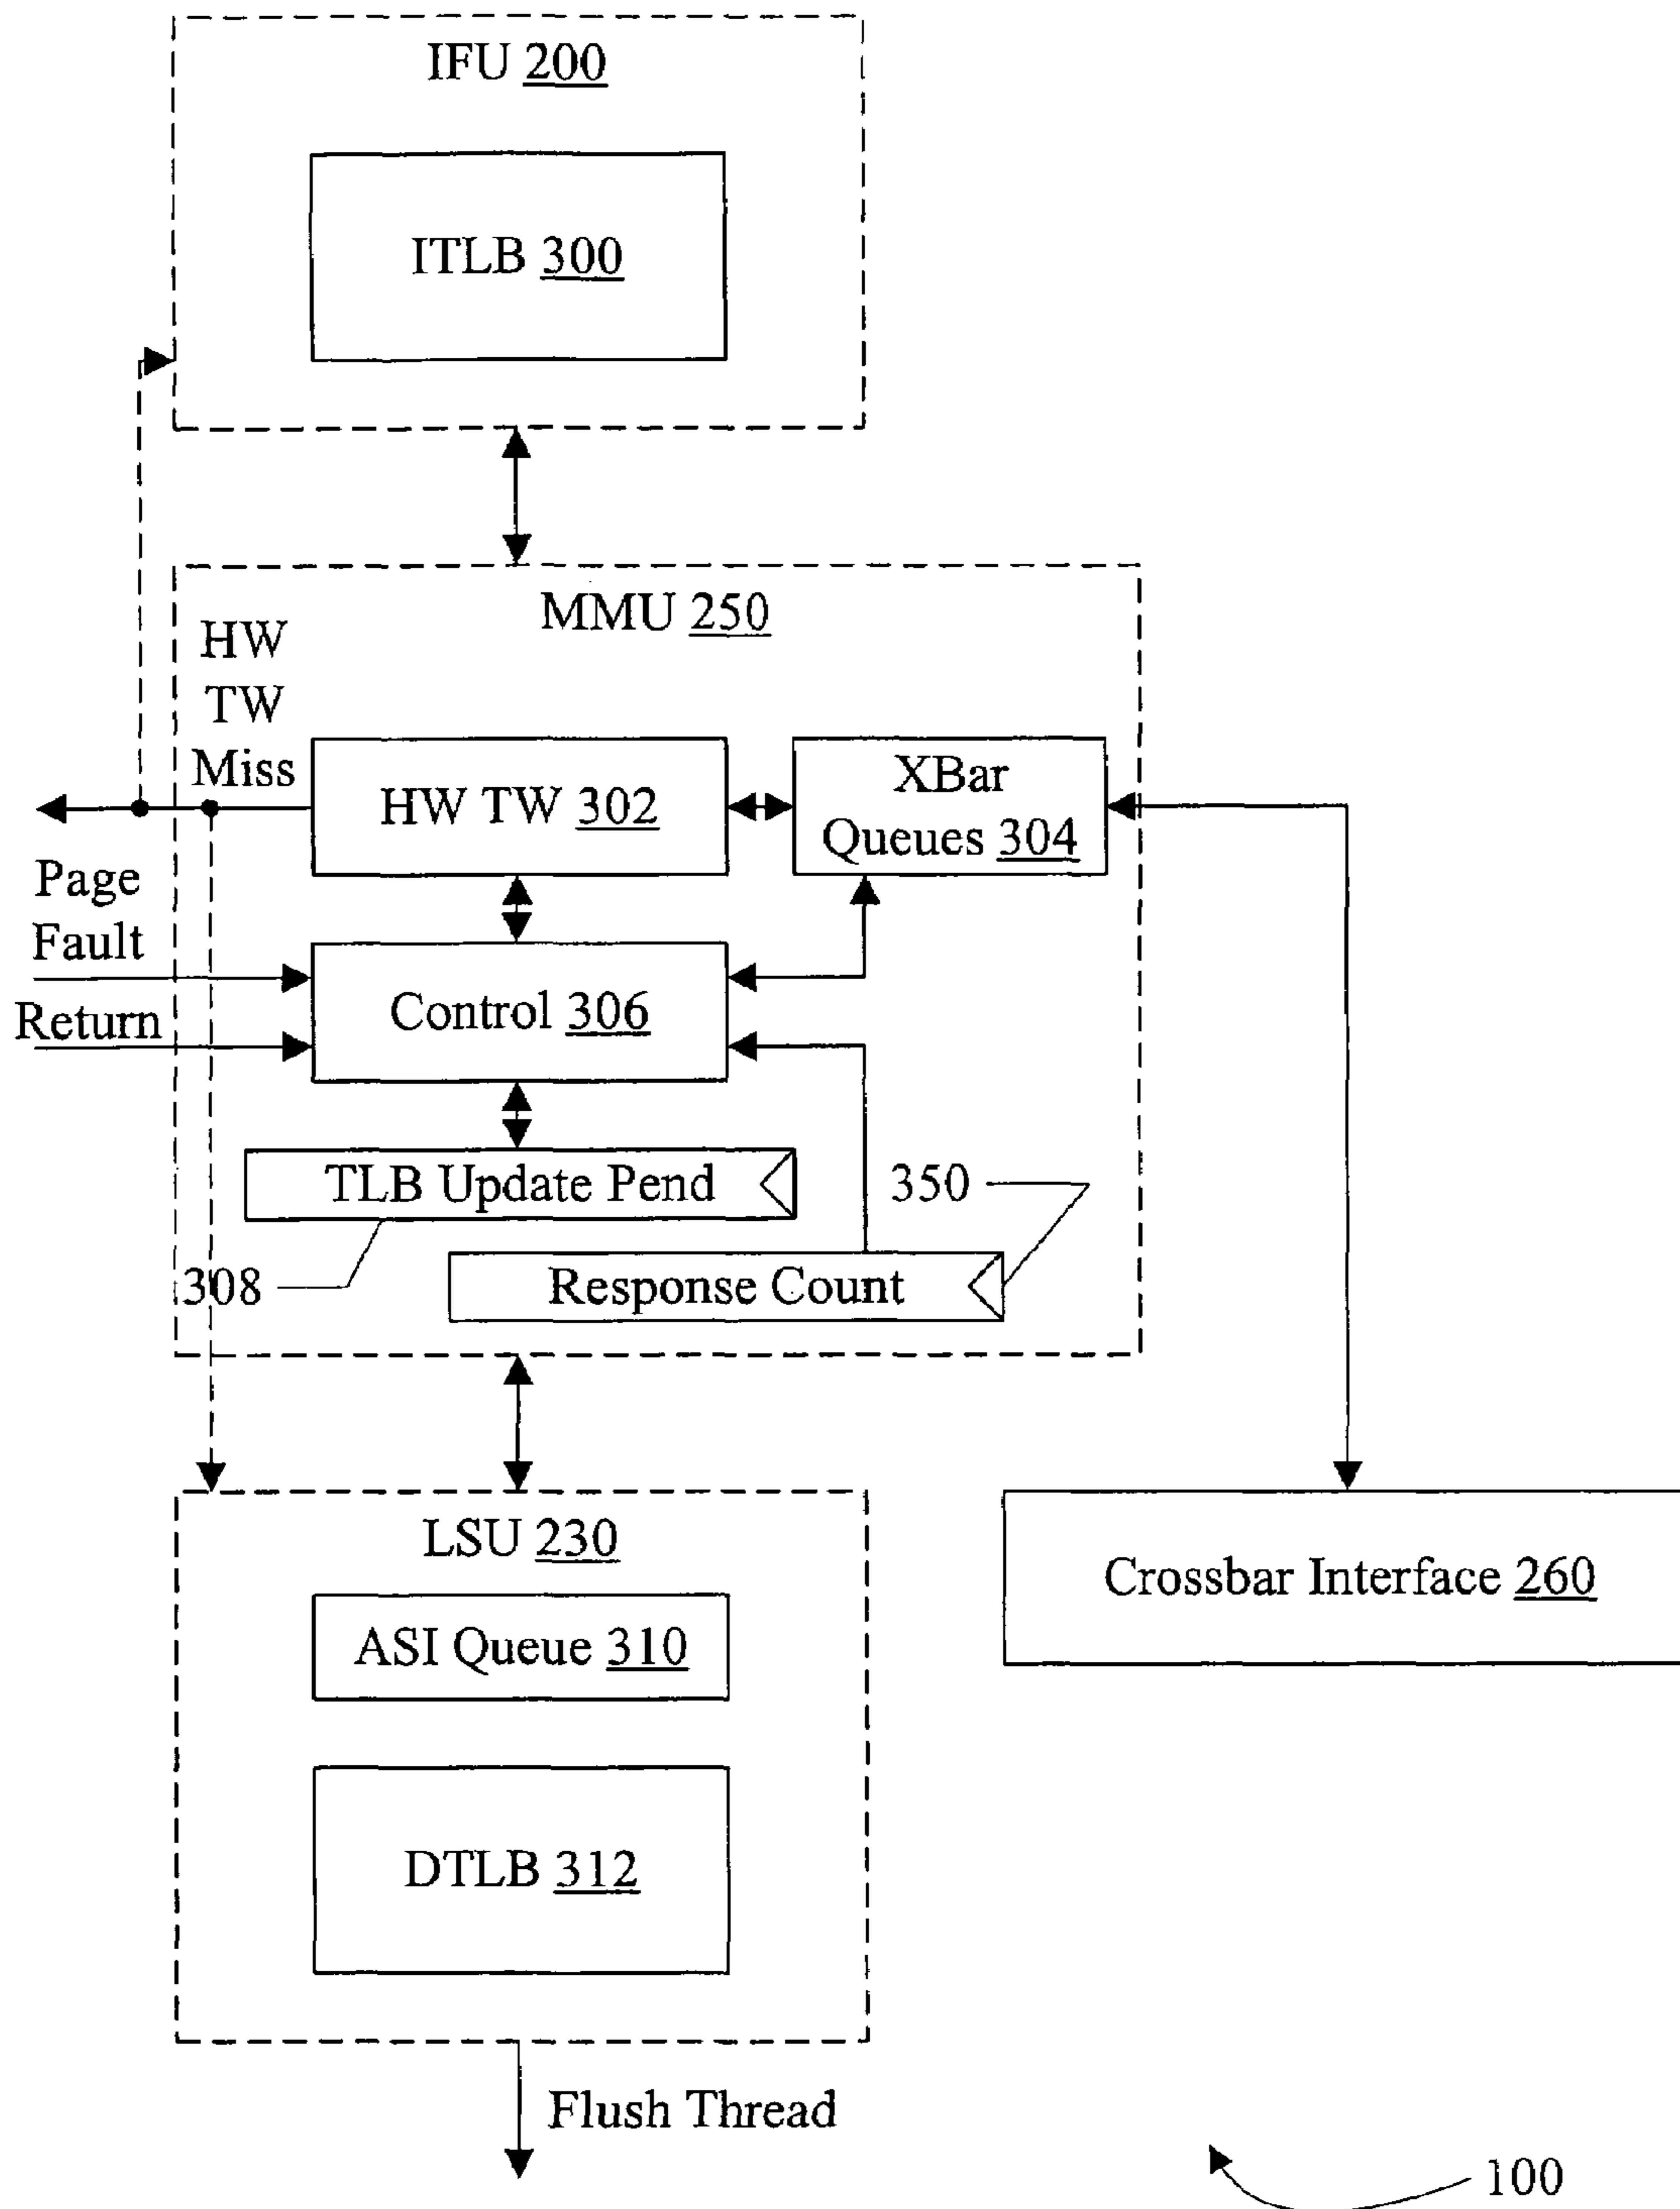 IFU 200
ITLB 300
MMU 250
HW
TW
Miss
HW TW 302
XBar
Queues 304
Page
Fault
Control 306
Return
TLB Update Pend
350
308
Response Count
LSU 230
ASI Queue 310
Crossbar Interface 260
DTLB 312
Flush Thread
100